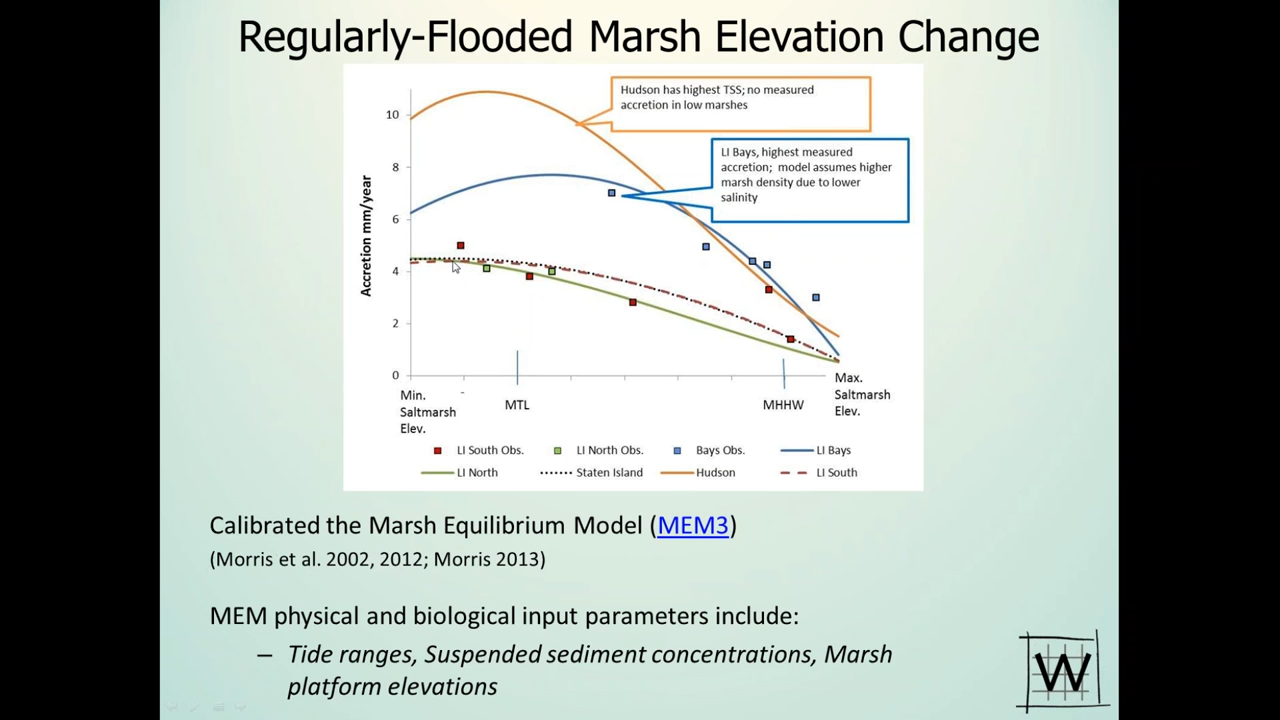 Regularly-Flooded Marsh Elevation Change
Hudson has highest TSS; no measured
accretion in low marshes
LI Bays, highest measured
accretion; model assumes higher
marsh density due to lower
salinity
Accretion mm/year
10
8
6
4
2
0
Min.
Saltmarsh
Elev.
MTL
MHHW
Max.
Saltmarsh
Elev.
LI South Obs.
LI North Obs.
Bays Obs.
LI Bays
LI North
Staten Island
Hudson
LI South
Calibrated the Marsh Equilibrium Model (MEM3)
(Morris et al. 2002, 2012; Morris 2013)
MEM physical and biological input parameters include:
– Tide ranges, Suspended sediment concentrations, Marsh
platform elevations
W